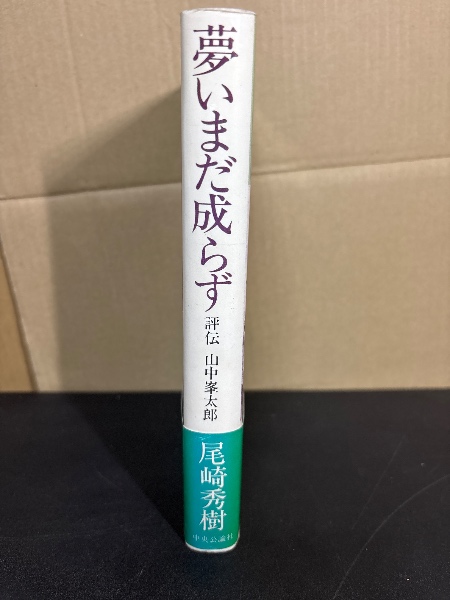 夢いまだ成らず
評伝 山中峯太郎
尾崎秀樹
中央公論社